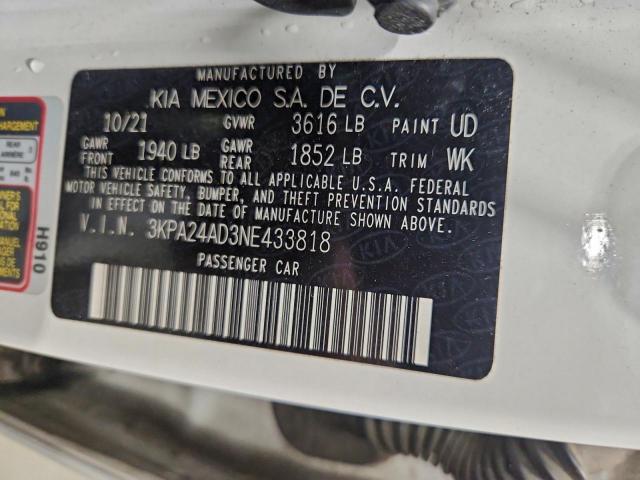 MANUFACTURED BY
KIA MEXICO S.A. DE C.V.
10/21 GVWR 3616 LB PAINT UD
GAWR FRONT 1940 LB GAWR REAR 1852 LB TRIM WK
THIS VEHICLE CONFORMS TO ALL APPLICABLE U.S.A. FEDERAL
MOTOR VEHICLE SAFETY, BUMPER, AND THEFT PREVENTION STANDARDS
IN EFFECT ON THE DATE OF MANUFACTURE SHOWN ABOVE.
V.I.N. 3KPA24AD3NE433818
PASSENGER CAR
H910